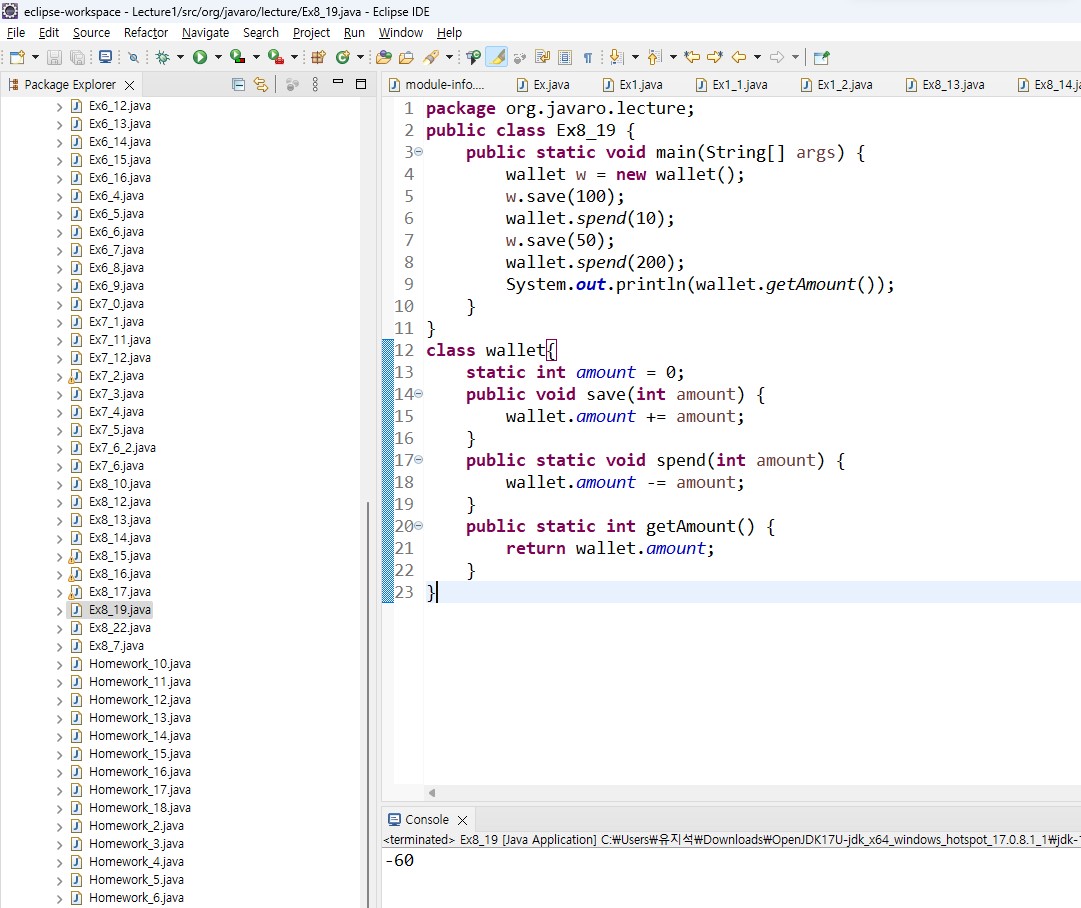 eclipse-workspace - Lecture1/src/org/javaro/lecture/Ex8_19.java - Eclipse IDE
File Edit Source Refactor Navigate Search Project Run Window Help
Package Explorer
Ex6_12.java
Ex6_13.java
Ex6_14.java
Ex6_15.java
Ex6_16.java
Ex6_4.java
Ex6_5.java
Ex6_6.java
Ex6_7.java
Ex6_8.java
Ex6_9.java
Ex7_0.java
Ex7_1.java
Ex7_11.java
Ex7_12.java
Ex7_2.java
Ex7_3.java
Ex7_4.java
Ex7_5.java
Ex7_6_2.java
Ex7_6.java
Ex8_10.java
Ex8_12.java
Ex8_13.java
Ex8_14.java
Ex8_15.java
Ex8_16.java
Ex8_17.java
Ex8_19.java
Ex8_22.java
Ex8_7.java
Homework_10.java
Homework_11.java
Homework_12.java
Homework_13.java
Homework_14.java
Homework_15.java
Homework_16.java
Homework_17.java
Homework_18.java
Homework_2.java
Homework_3.java
Homework_4.java
Homework_5.java
Homework_6.java
module-info.... Ex.java Ex1.java Ex1_1.java Ex1_2.java Ex8_13.java Ex8_14.ja
1 package org.javaro.lecture;
2 public class Ex8_19 {
3 public static void main(String[] args) {
4 wallet w = new wallet();
5 w.save(100);
6 wallet.spend(10);
7 w.save(50);
8 wallet.spend(200);
9 System.out.println(wallet.getAmount());
10 }
11 }
12 class wallet{
13 static int amount = 0;
14 public void save(int amount) {
15 wallet.amount += amount;
16 }
17 public static void spend(int amount) {
18 wallet.amount -= amount;
19 }
20 public static int getAmount() {
21 return wallet.amount;
22 }
23 }
Console
<terminated> Ex8_19 [Java Application] C:₩Users₩유지석₩Downloads₩OpenJDK17U-jdk_x64_windows_hotspot_17.0.8.1_1₩jdk-1
-60